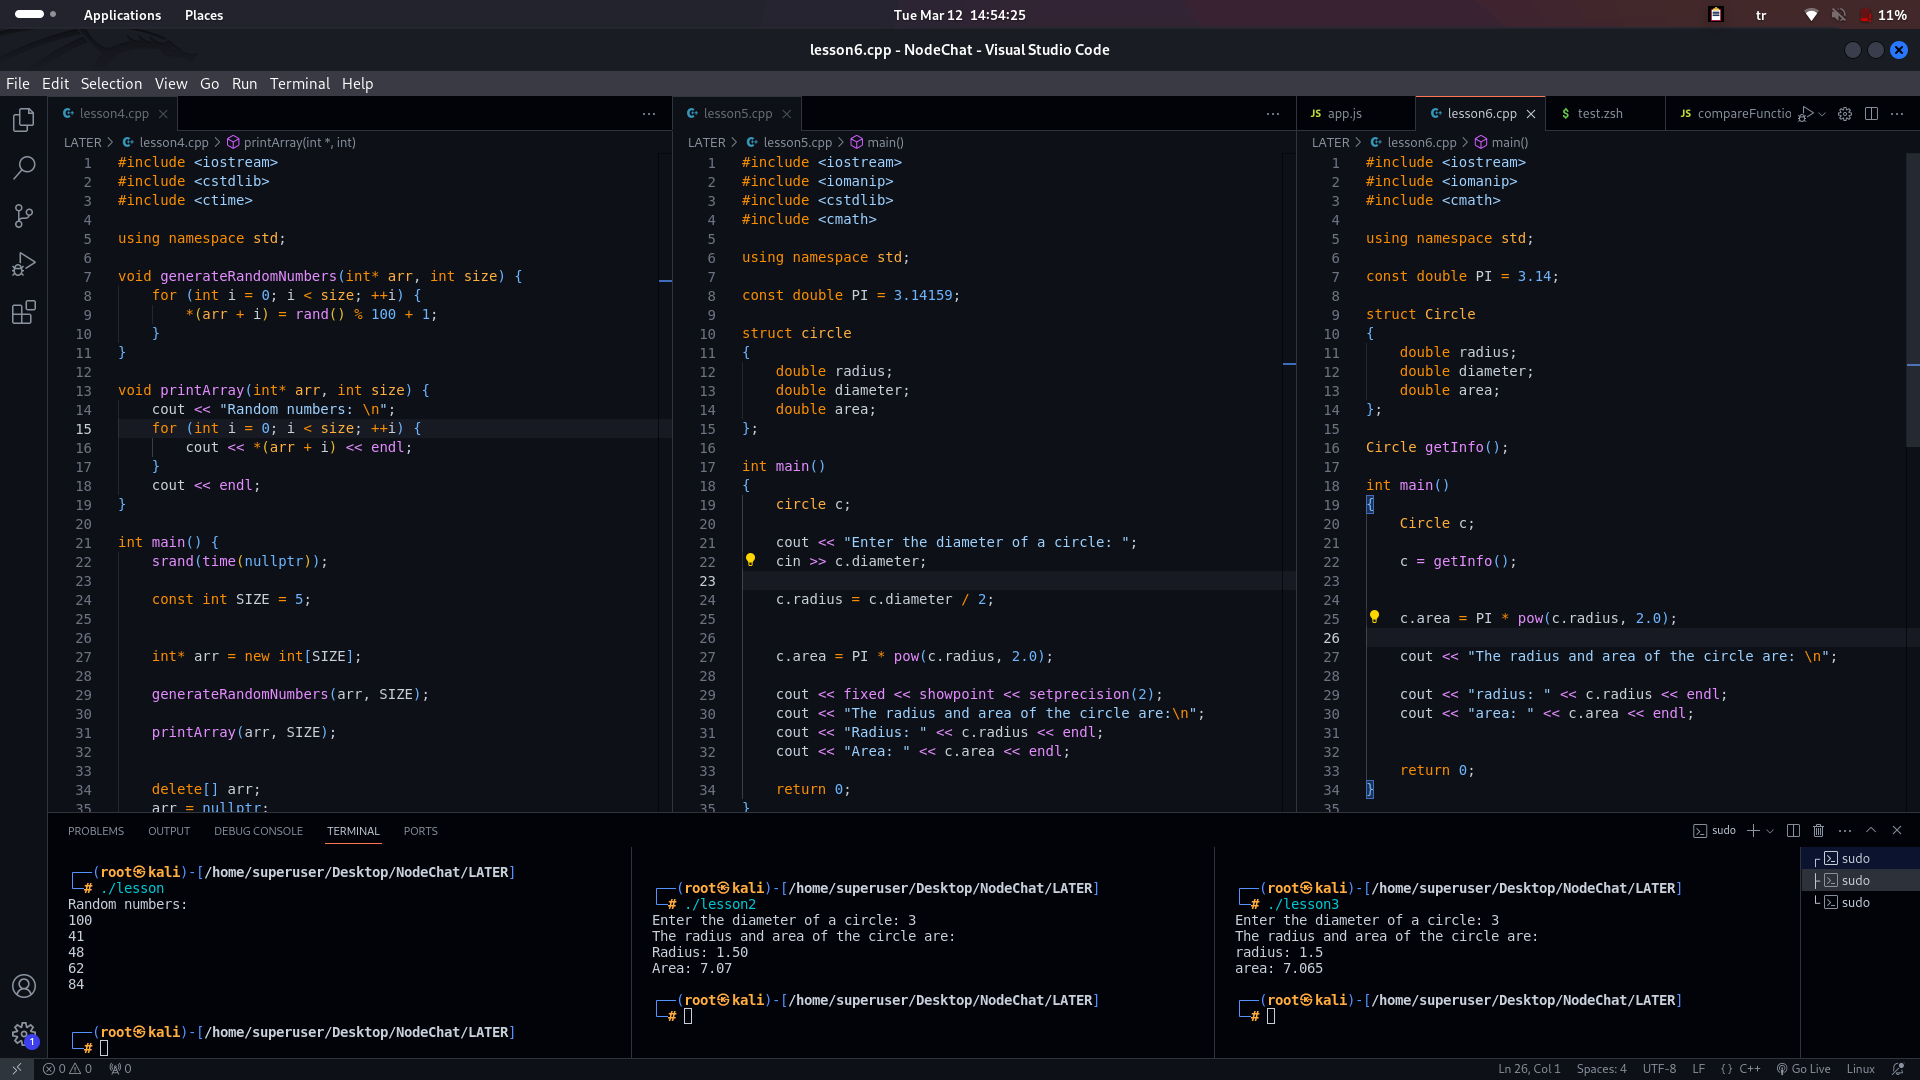 Applications Places
Tue Mar 12 14:54:25
tr
11%
lesson6.cpp - NodeChat - Visual Studio Code
File Edit Selection View Go Run Terminal Help
lesson4.cpp
LATER > lesson4.cpp > printArray(int *, int)
1 #include <iostream>
2 #include <cstdlib>
3 #include <ctime>
4
5 using namespace std;
6
7 void generateRandomNumbers(int* arr, int size) {
8 for (int i = 0; i < size; ++i) {
9 *(arr + i) = rand() % 100 + 1;
10 }
11 }
12
13 void printArray(int* arr, int size) {
14 cout << "Random numbers: \n";
15 for (int i = 0; i < size; ++i) {
16 cout << *(arr + i) << endl;
17 }
18 cout << endl;
19 }
20
21 int main() {
22 srand(time(nullptr));
23
24 const int SIZE = 5;
25
26
27 int* arr = new int[SIZE];
28
29 generateRandomNumbers(arr, SIZE);
30
31 printArray(arr, SIZE);
32
33
34 delete[] arr;
35 arr = nullptr;
lesson5.cpp
LATER > lesson5.cpp > main()
1 #include <iostream>
2 #include <iomanip>
3 #include <cstdlib>
4 #include <cmath>
5
6 using namespace std;
7
8 const double PI = 3.14159;
9
10 struct circle
11 {
12 double radius;
13 double diameter;
14 double area;
15 };
16
17 int main()
18 {
19 circle c;
20
21 cout << "Enter the diameter of a circle: ";
22 cin >> c.diameter;
23
24 c.radius = c.diameter / 2;
25
26
27 c.area = PI * pow(c.radius, 2.0);
28
29 cout << fixed << showpoint << setprecision(2);
30 cout << "The radius and area of the circle are:\n";
31 cout << "Radius: " << c.radius << endl;
32 cout << "Area: " << c.area << endl;
33
34 return 0;
35 }
JS app.js lesson6.cpp $ test.zsh JS compareFunctio
LATER > lesson6.cpp > main()
1 #include <iostream>
2 #include <iomanip>
3 #include <cmath>
4
5 using namespace std;
6
7 const double PI = 3.14;
8
9 struct Circle
10 {
11 double radius;
12 double diameter;
13 double area;
14 };
15
16 Circle getInfo();
17
18 int main()
19 {
20 Circle c;
21
22 c = getInfo();
23
24
25 c.area = PI * pow(c.radius, 2.0);
26
27 cout << "The radius and area of the circle are: \n";
28
29 cout << "radius: " << c.radius << endl;
30 cout << "area: " << c.area << endl;
31
32
33 return 0;
34 }
35
PROBLEMS OUTPUT DEBUG CONSOLE TERMINAL PORTS
sudo
┌──(root㉿kali)-[/home/superuser/Desktop/NodeChat/LATER]
└─# ./lesson
Random numbers:
100
41
48
62
84
┌──(root㉿kali)-[/home/superuser/Desktop/NodeChat/LATER]
└─#
┌──(root㉿kali)-[/home/superuser/Desktop/NodeChat/LATER]
└─# ./lesson2
Enter the diameter of a circle: 3
The radius and area of the circle are:
Radius: 1.50
Area: 7.07
┌──(root㉿kali)-[/home/superuser/Desktop/NodeChat/LATER]
└─#
┌──(root㉿kali)-[/home/superuser/Desktop/NodeChat/LATER]
└─# ./lesson3
Enter the diameter of a circle: 3
The radius and area of the circle are:
radius: 1.5
area: 7.065
┌──(root㉿kali)-[/home/superuser/Desktop/NodeChat/LATER]
└─#
sudo
sudo
sudo
1
0 0 0
Ln 26, Col 1 Spaces: 4 UTF-8 LF {} C++ Go Live Linux